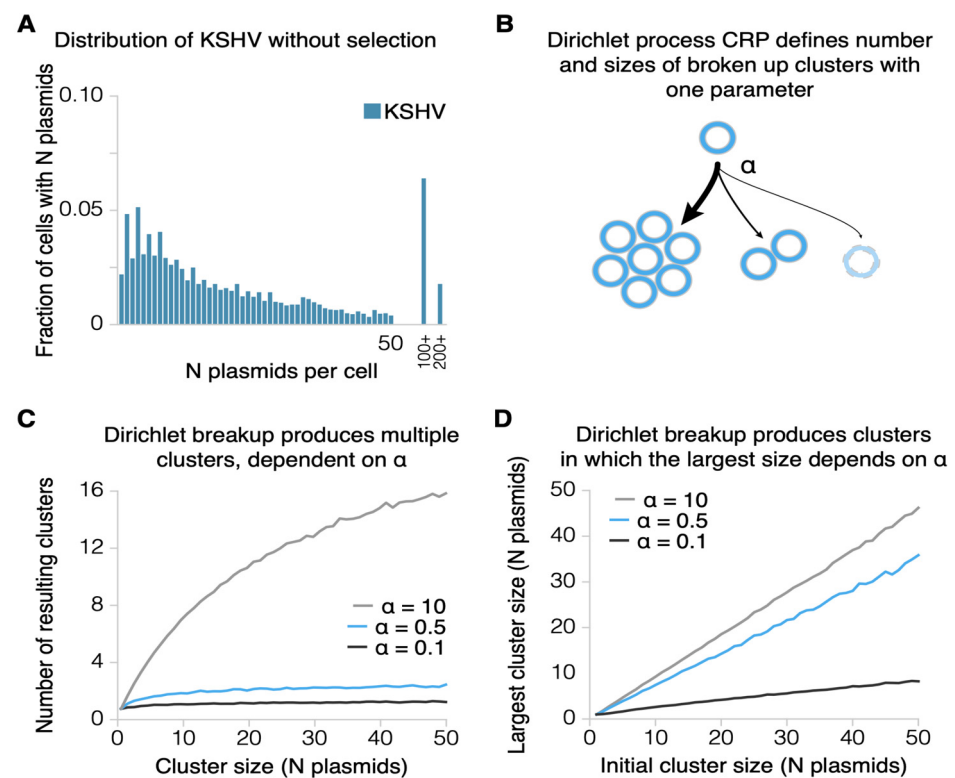 A
Distribution of KSHV without selection
Fraction of cells with N plasmids
0.10
0.05
0
KSHV
50
100+
200+
N plasmids per cell
B
Dirichlet process CRP defines number
and sizes of broken up clusters with
one parameter
α
C
Dirichlet breakup produces multiple
clusters, dependent on α
Number of resulting clusters
16
12
8
4
0
α = 10
α = 0.5
α = 0.1
0 10 20 30 40 50
Cluster size (N plasmids)
D
Dirichlet breakup produces clusters
in which the largest size depends on α
Largest cluster size (N plasmids)
50
40
30
20
10
0
α = 10
α = 0.5
α = 0.1
0 10 20 30 40 50
Initial cluster size (N plasmids)